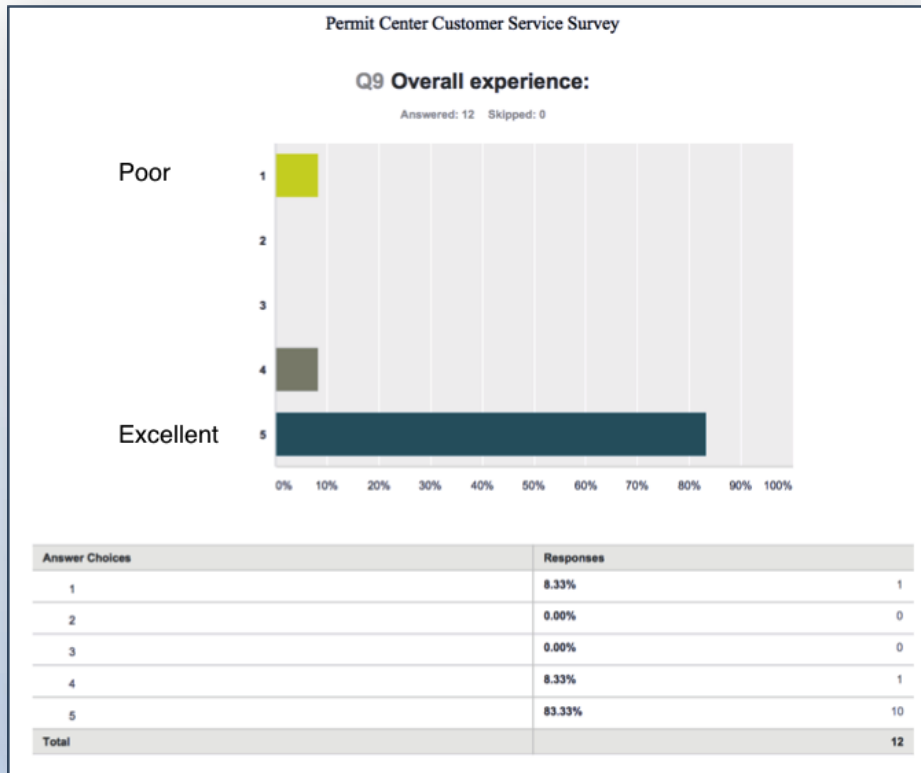 Permit Center Customer Service Survey
Q9 Overall experience:
Answered: 12 Skipped: 0
Poor 1
2
3
4
Excellent 5
0% 10% 20% 30% 40% 50% 60% 70% 80% 90% 100%
Answer Choices Responses
1 8.33% 1
2 0.00% 0
3 0.00% 0
4 8.33% 1
5 83.33% 10
Total 12